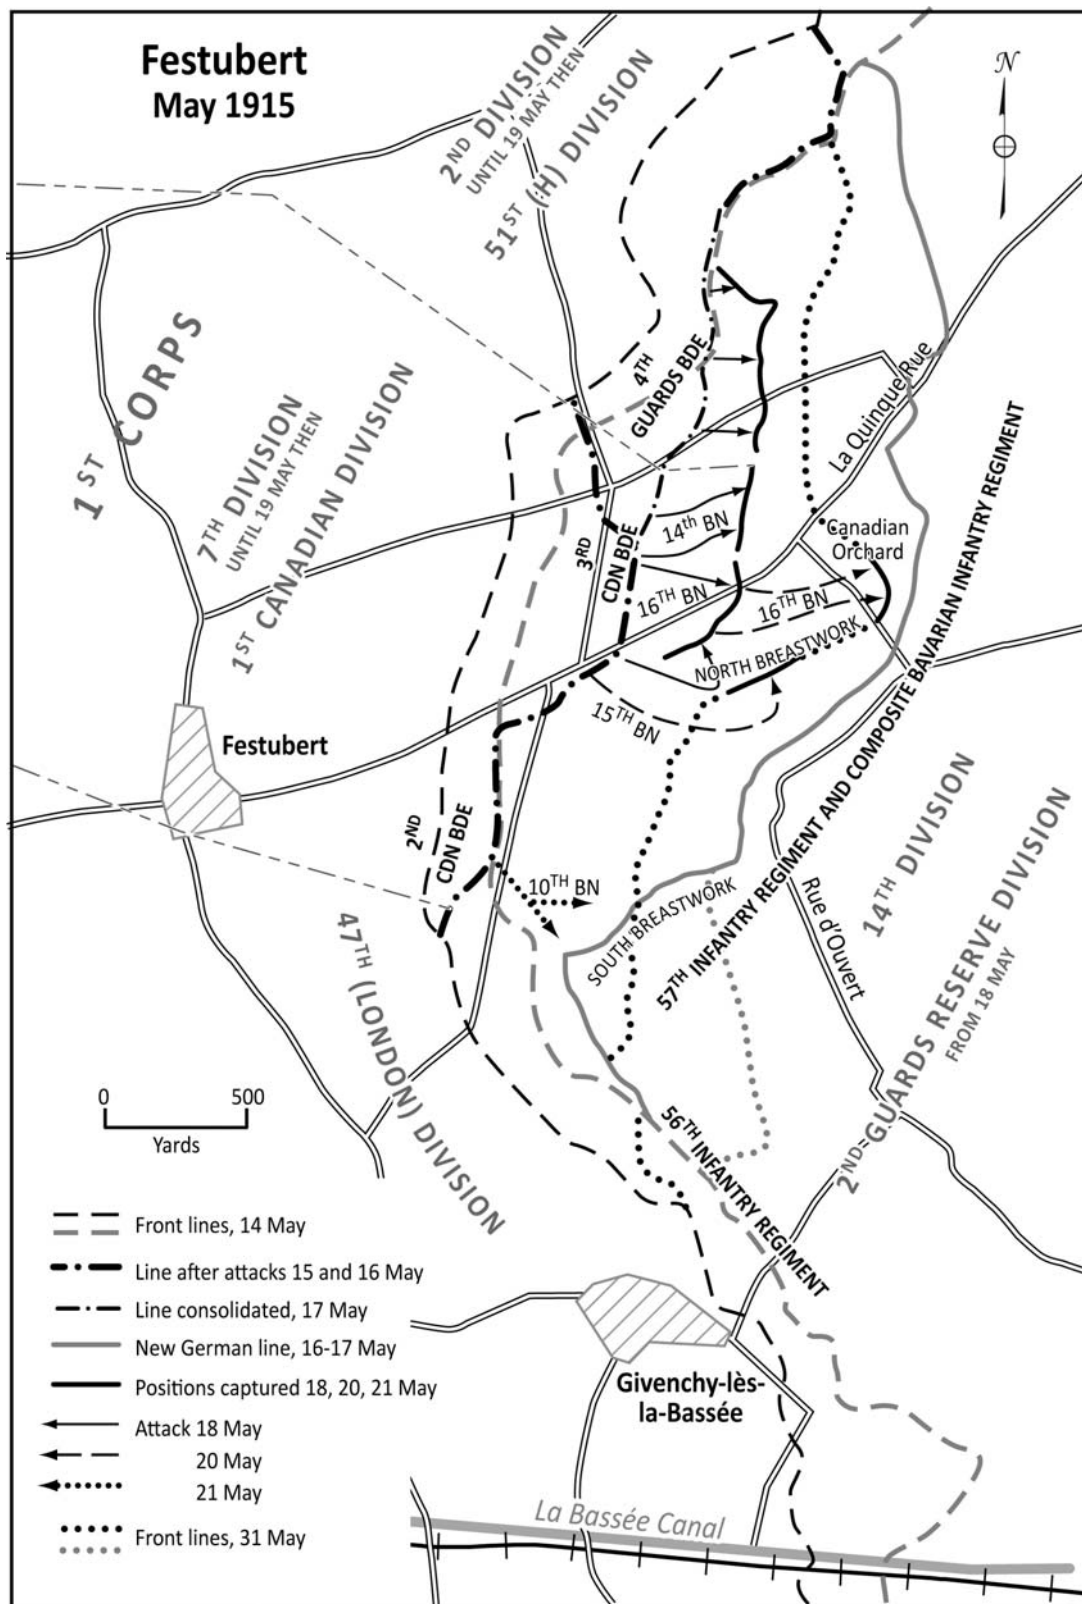 Festubert
May 1915
N
2ND DIVISION
UNTIL 19 MAY THEN
51ST (H) DIVISION
1ST CORPS
7TH DIVISION
UNTIL 19 MAY THEN
1ST CANADIAN DIVISION
4TH
GUARDS BDE
La Quinque Rue
3RD
CDN BDE
14th BN
16TH BN
Canadian
Orchard
16TH BN
NORTH BREASTWORK
15TH BN
Festubert
2ND
CDN BDE
10TH BN
SOUTH BREASTWORK
57TH INFANTRY REGIMENT AND COMPOSITE BAVARIAN INFANTRY REGIMENT
14TH DIVISION
2ND GUARDS RESERVE DIVISION
FROM 18 MAY
Rue d'Ouvert
47TH (LONDON) DIVISION
56TH INFANTRY REGIMENT
0 500
Yards
Front lines, 14 May
Line after attacks 15 and 16 May
Line consolidated, 17 May
New German line, 16-17 May
Positions captured 18, 20, 21 May
Attack 18 May
20 May
21 May
Front lines, 31 May
Givenchy-lès-
la-Bassée
La Bassée Canal